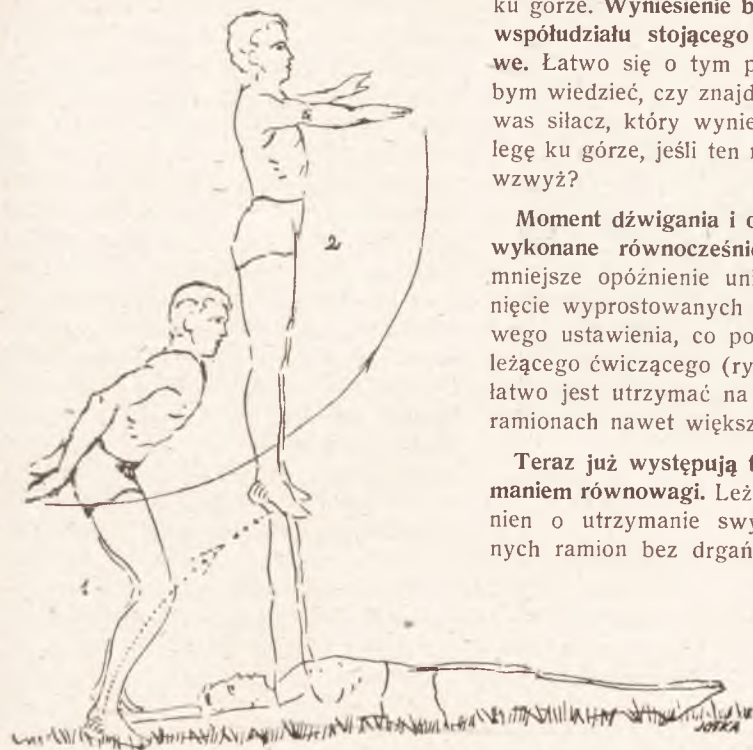 ku górze. Wyniesienie b
współudziału stojącego
we. Łatwo się o tym p
bym wiedzieć, czy znajd
was siłacz, który wynie
legę ku górze, jeśli ten n
wzwyż?
Moment dźwigania i o
wykonane równocześni
mniejsze opóźnienie un
nięcie wyprostowanych
wego ustawienia, co po
leżącego ćwiczącego (ry
łatwo jest utrzymać na
ramionach nawet większ
Teraz już występują t
maniem równowagi. Leż
nien o utrzymanie swy
nych ramion bez drgań
2
1
JOTKA